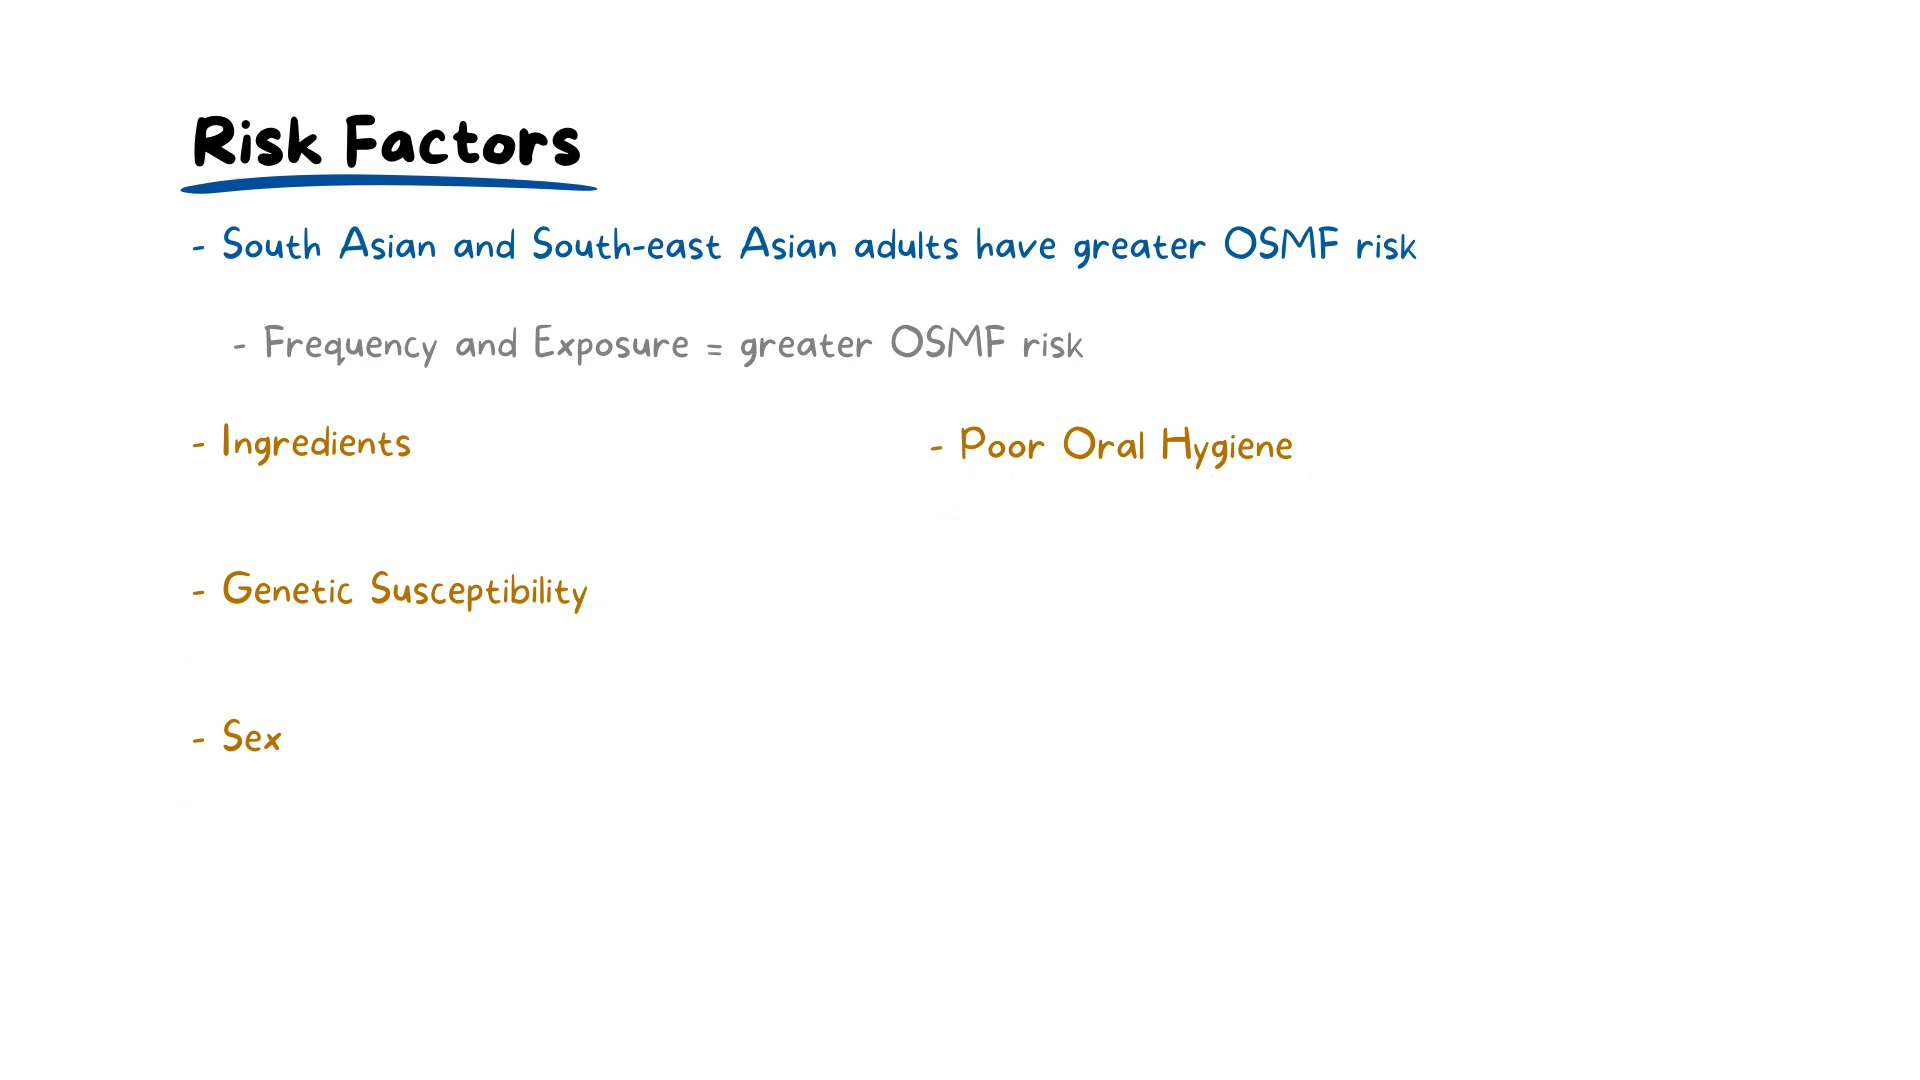 Risk Factors
- South Asian and South-east Asian adults have greater OSMF risk
- Frequency and Exposure = greater OSMF risk
- Ingredients
- Poor Oral Hygiene
- Genetic Susceptibility
- Sex